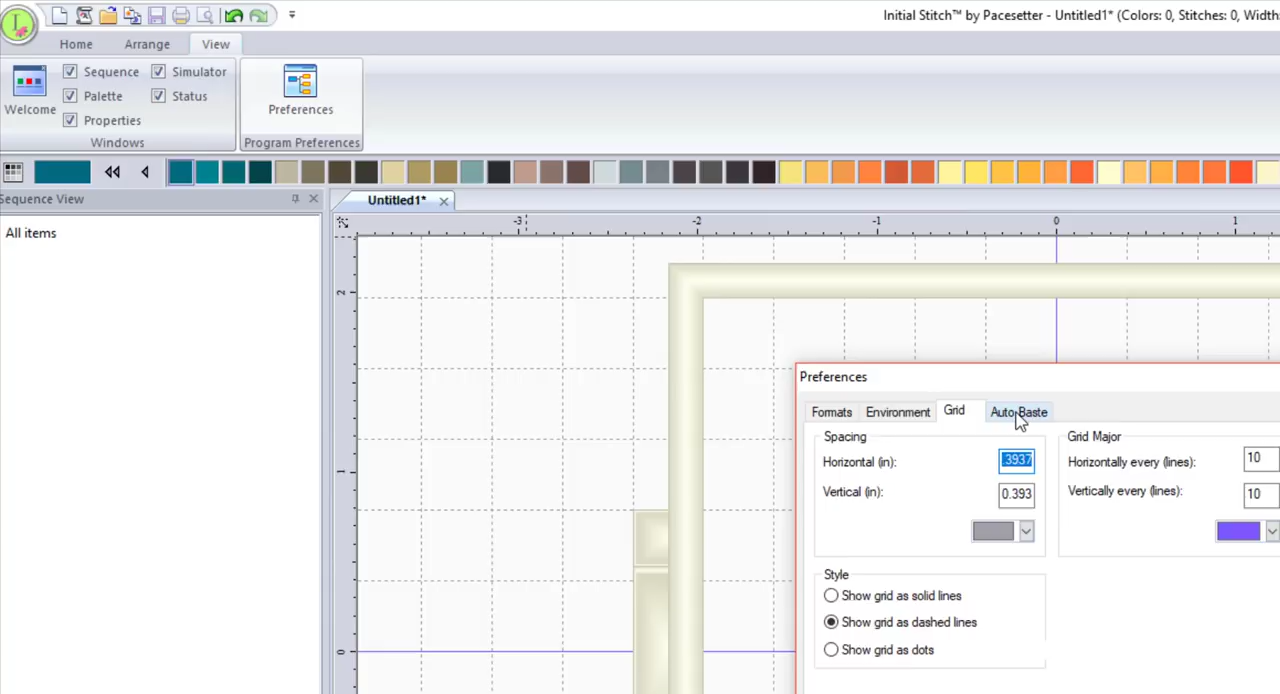 Initial Stitch™ by Pacesetter - Untitled1* (Colors: 0, Stitches: 0, Width:
Home Arrange View
Sequence Simulator
Welcome Palette Status Preferences
Properties
Windows Program Preferences
Sequence View
Untitled1*
All items
-3 -2 -1 0 1
2
1
0
Preferences
Formats Environment Grid Auto Baste
Spacing Grid Major
Horizontal (in): .3937 Horizontally every (lines): 10
Vertical (in): 0.393 Vertically every (lines): 10
Style
Show grid as solid lines
Show grid as dashed lines
Show grid as dots